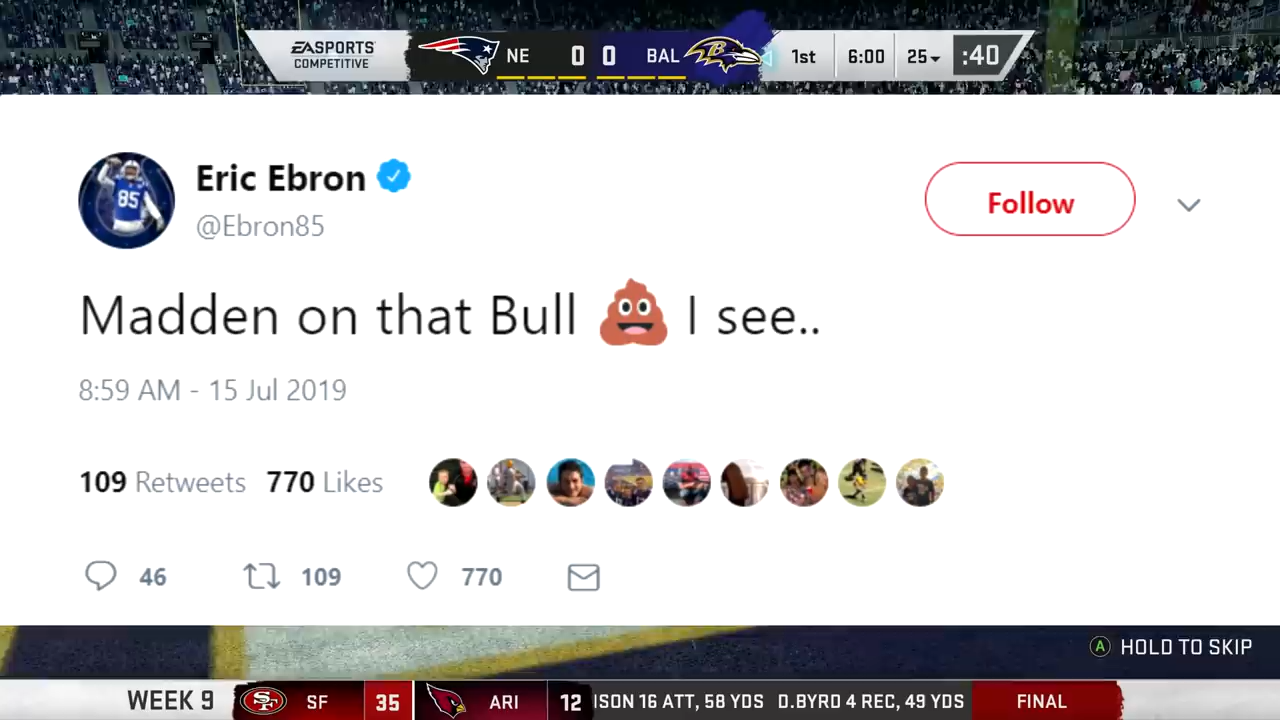 EA SPORTS
COMPETITIVE
NE 0 0 BAL 1st 6:00 25 :40
Eric Ebron
@Ebron85
Follow
85
Madden on that Bull 💩 I see..
8:59 AM - 15 Jul 2019
109 Retweets 770 Likes
46 109 770
A HOLD TO SKIP
WEEK 9 SF SF 35 ARI 12 ISON 16 ATT, 58 YDS D.BYRD 4 REC, 49 YDS FINAL